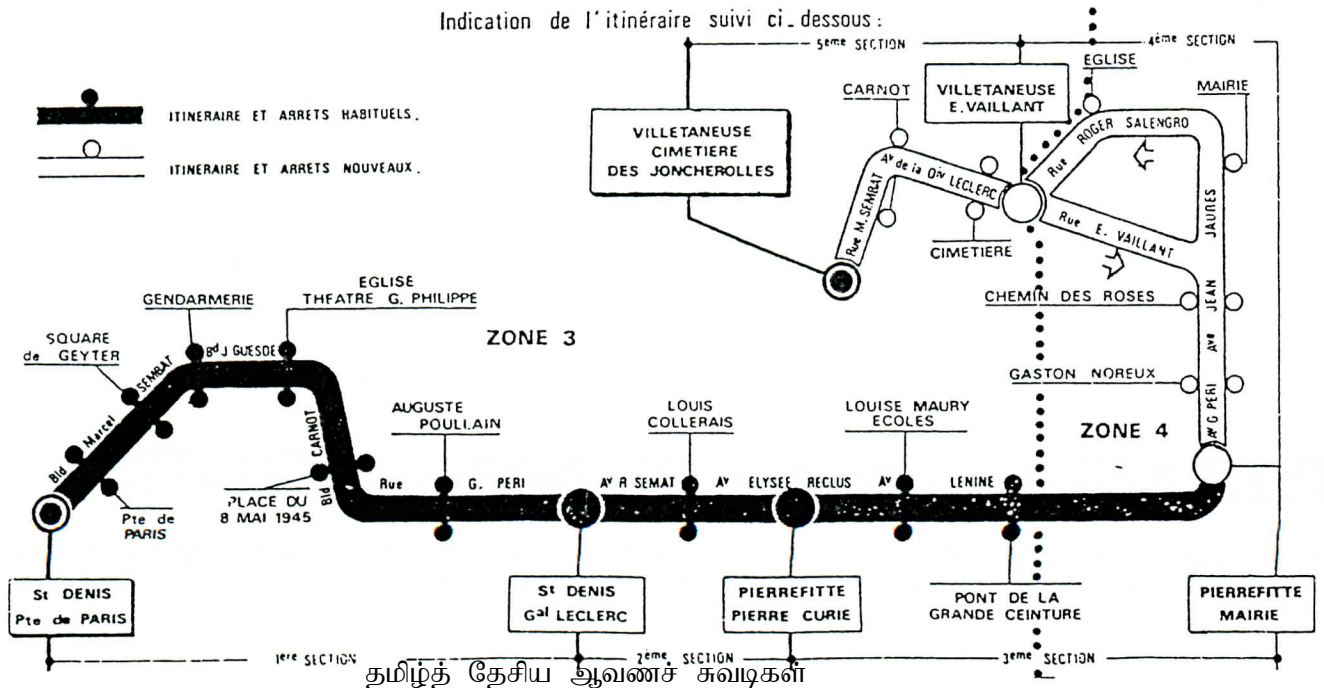 Indication de l'itinéraire suivi ci_dessous :
5eme SECTION
4ème SECTION
ITINERAIRE ET ARRETS HABITUELS.
ITINERAIRE ET ARRETS NOUVEAUX.
VILLETANEUSE
CIMETIERE
DES JONCHEROLLES
CARNOT
VILLETANEUSE
E. VAILLANT
EGLISE
MAIRIE
Rue ROGER SALENGRO
Av de la Div LECLERC
Rue M. SEMBAT
CIMETIERE
Rue E. VAILLANT
Ave JEAN JAURES
CHEMIN DES ROSES
GASTON NOREUX
Av G PERI
ZONE 3
ZONE 4
SQUARE
de GEYTER
GENDARMERIE
EGLISE
THEATRE G. PHILIPPE
Bld Marcel SEMBAT
Bd J GUESDE
Bld CARNOT
Pte de
PARIS
PLACE DU
8 MAI 1945
AUGUSTE
POULLAIN
LOUIS
COLLERAIS
LOUISE MAURY
ECOLES
Rue G. PERI
Av R SEMAT
Av ELYSEE RECLUS
Av LENINE
PONT DE LA
GRANDE CEINTURE
St DENIS
Pte de PARIS
St DENIS
Gal LECLERC
PIERREFITTE
PIERRE CURIE
PIERREFITTE
MAIRIE
1ere SECTION
2ème SECTION
3eme SECTION
தமிழ்த் தேசிய ஆவணச் சுவடிகள்